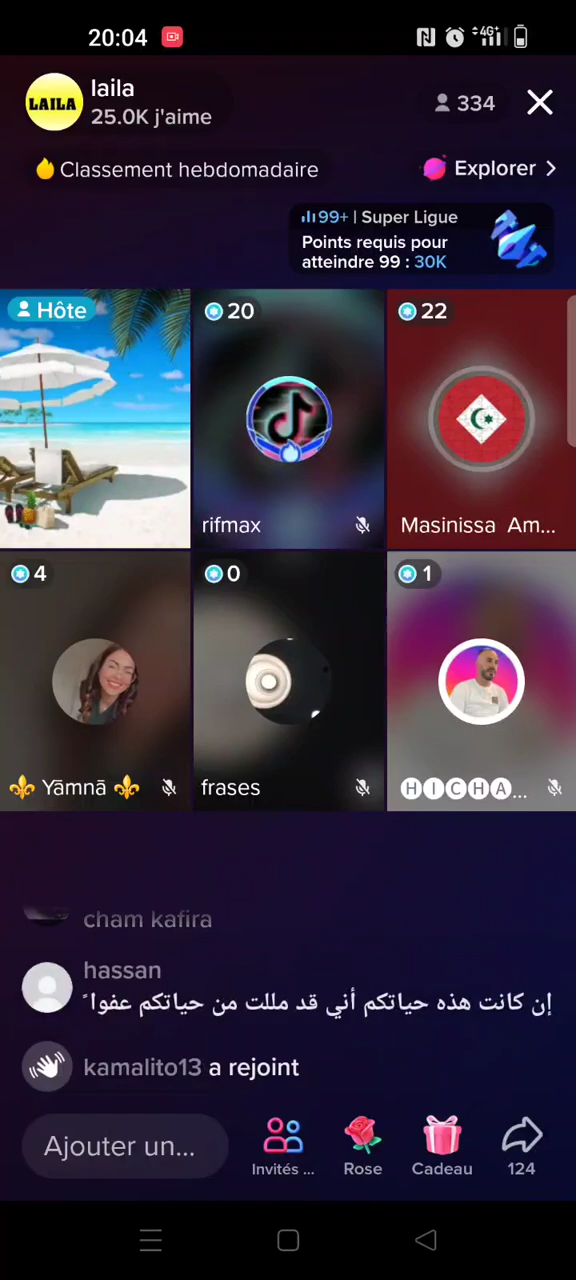 20:04
4G+
LAILA
laila
25.0K j'aime
334
Classement hebdomadaire
Explorer
99+ | Super Ligue
Points requis pour
atteindre 99 : 30K
Hôte
20
22
rifmax
Masinissa Am...
4
0
1
Yāmnā
frases
HICHA...
cham kafira
hassan
إن كانت هذه حياتكم أني قد مللت من حياتكم عفوا ً
kamalito13 a rejoint
Ajouter un...
Invités ...
Rose
Cadeau
124